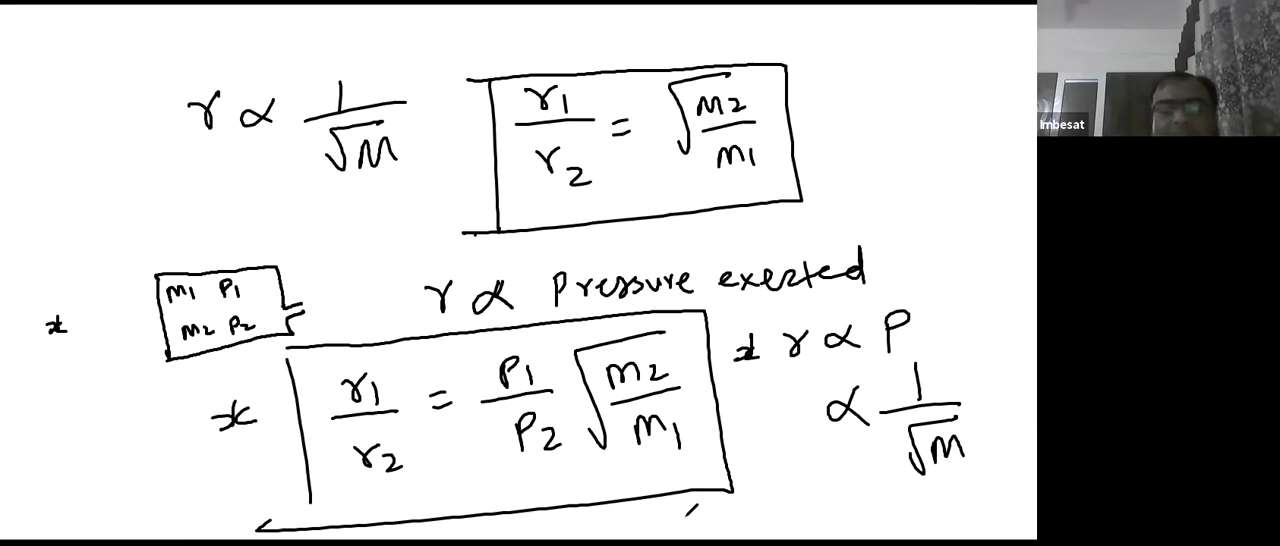 r ∝ 1/√M
r1/r2 = √m2/m1
m1 P1
m2 P2
r ∝ Pressure exerted
* r1/r2 = P1/P2 √m2/m1
* r ∝ P
∝ 1/√M
Imbesat